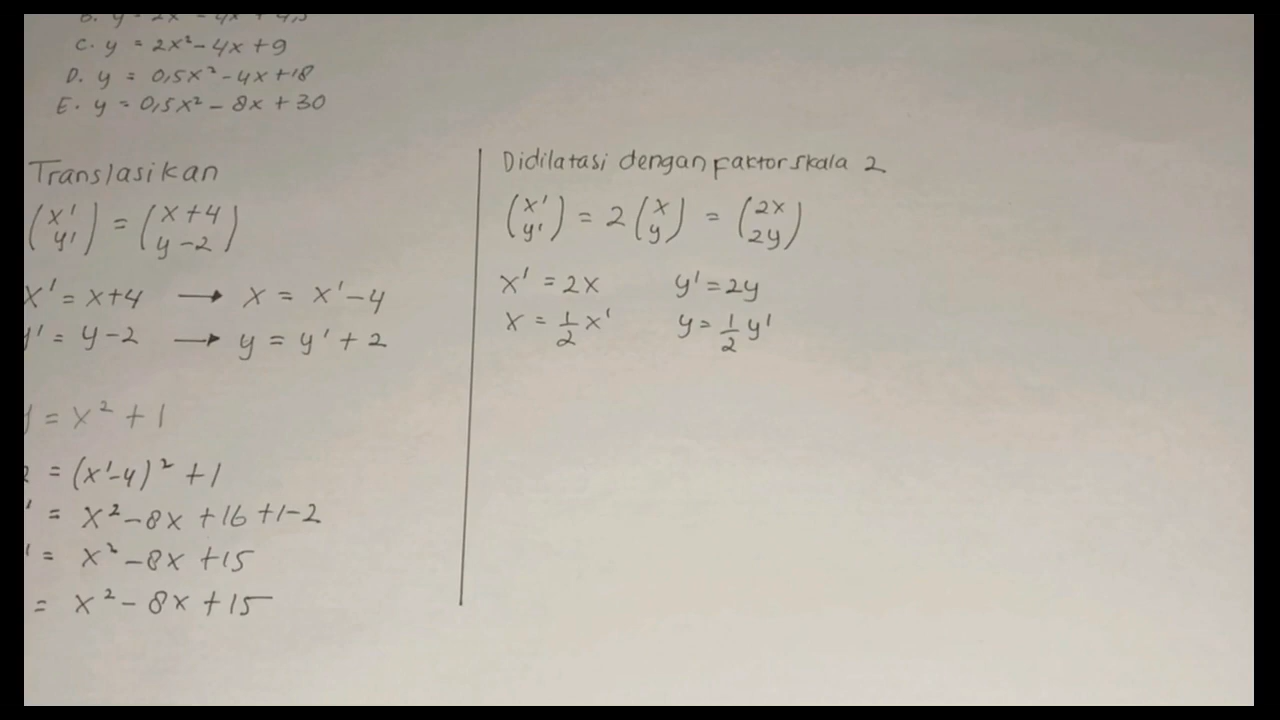 C. y = 2x² - 4x + 9
D. y = 0,5x² - 4x + 18
E. y = 0,5x² - 8x + 30
Translasikan
(x' y') = (x+4 y-2)
x' = x+4 → x = x'-4
y' = y-2 → y = y'+2
= x² + 1
= (x'-4)² + 1
' = x² - 8x + 16 + 1 - 2
' = x² - 8x + 15
= x² - 8x + 15
Didilatasi dengan faktor skala 2
(x' y') = 2 (x y) = (2x 2y)
x' = 2x y' = 2y
x = 1/2 x' y = 1/2 y'